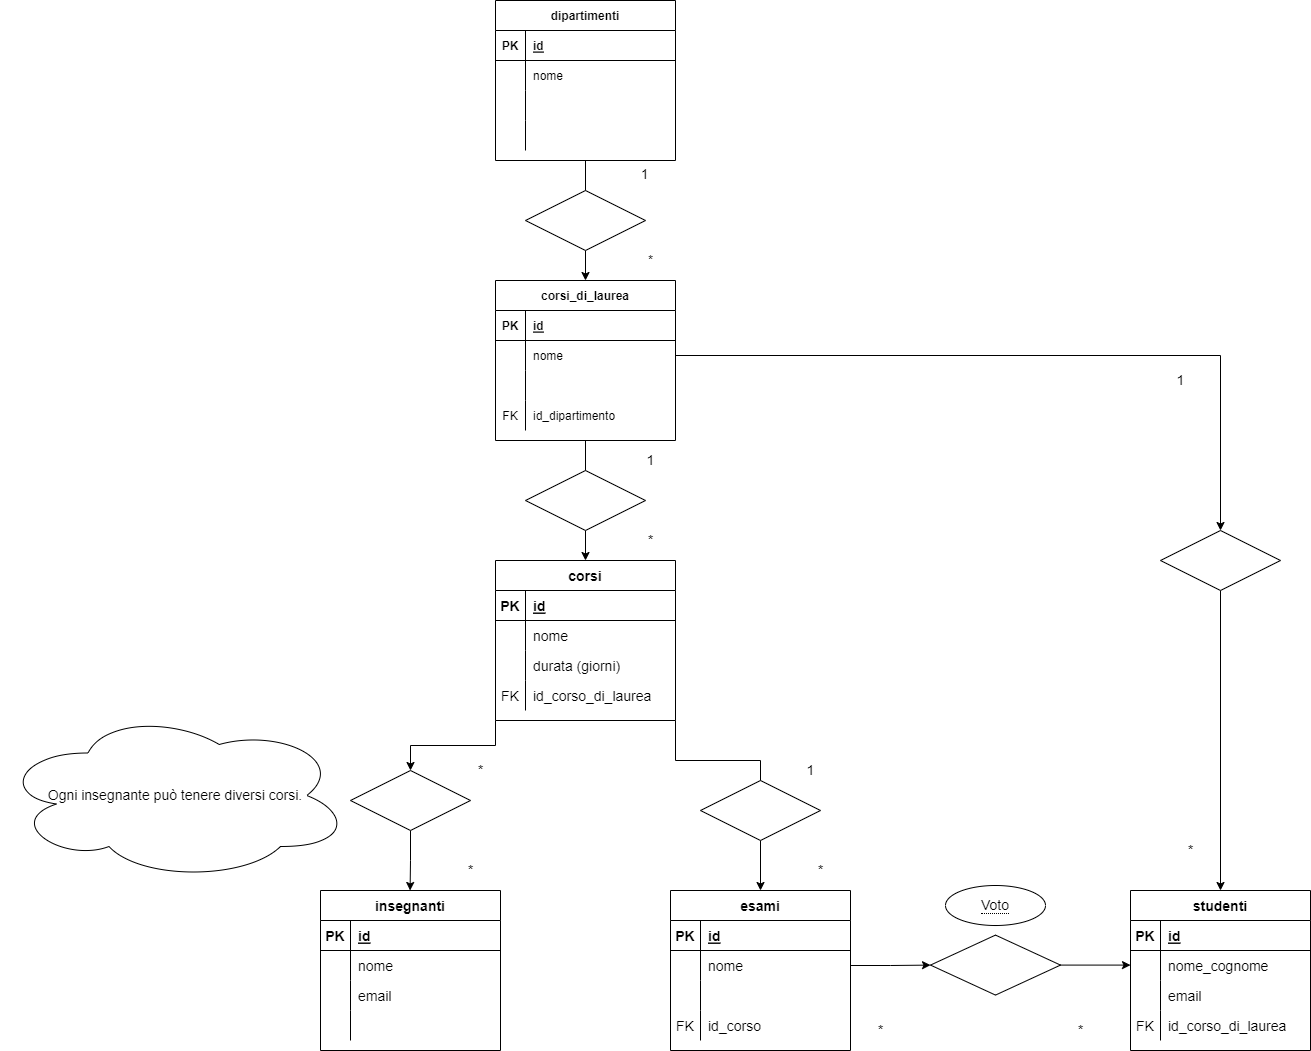 dipartimenti
PK id
nome
1
*
corsi_di_laurea
PK id
nome
FK id_dipartimento
1
1
*
corsi
PK id
nome
durata (giorni)
FK id_corso_di_laurea
Ogni insegnante può tenere diversi corsi.
*
1
*
*
*
insegnanti
PK id
nome
email
esami
PK id
nome
FK id_corso
Voto
*
*
studenti
PK id
nome_cognome
email
FK id_corso_di_laurea